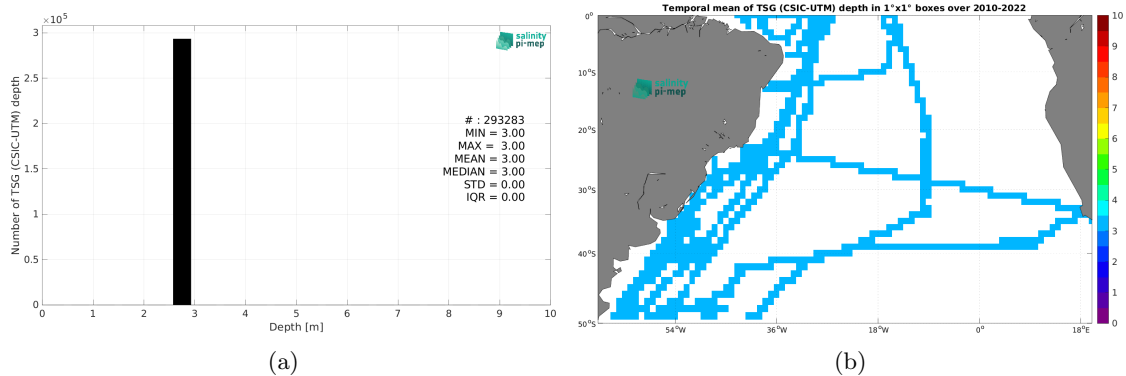 ×10⁵
3
2.5
2
1.5
1
0.5
0
Number of TSG (CSIC-UTM) depth
salinity
pi-mep
# : 293283
MIN = 3.00
MAX = 3.00
MEAN = 3.00
MEDIAN = 3.00
STD = 0.00
IQR = 0.00
0 1 2 3 4 5 6 7 8 9 10
Depth [m]
(a)
Temporal mean of TSG (CSIC-UTM) depth in 1°x1° boxes over 2010-2022
0°
10°S
20°S
30°S
40°S
50°S
salinity
pi-mep
54°W 36°W 18°W 0° 18°E
10
9
8
7
6
5
4
3
2
1
0
(b)